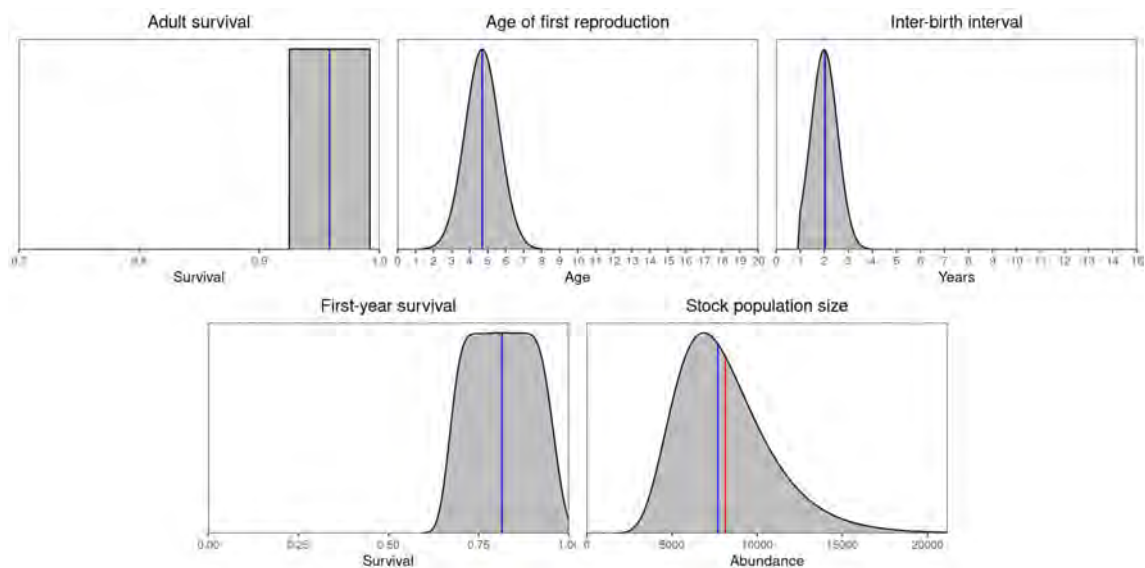 Adult survival
Age of first reproduction
Inter-birth interval
0.7 0.8 0.9 1.0
0 1 2 3 4 5 6 7 8 9 10 11 12 13 14 15 16 17 18 19 20
0 1 2 3 4 5 6 7 8 9 10 11 12 13 14 15
Survival
Age
Years
First-year survival
Stock population size
0.00 0.25 0.50 0.75 1.0
0 5000 10000 15000 20000
Survival
Abundance